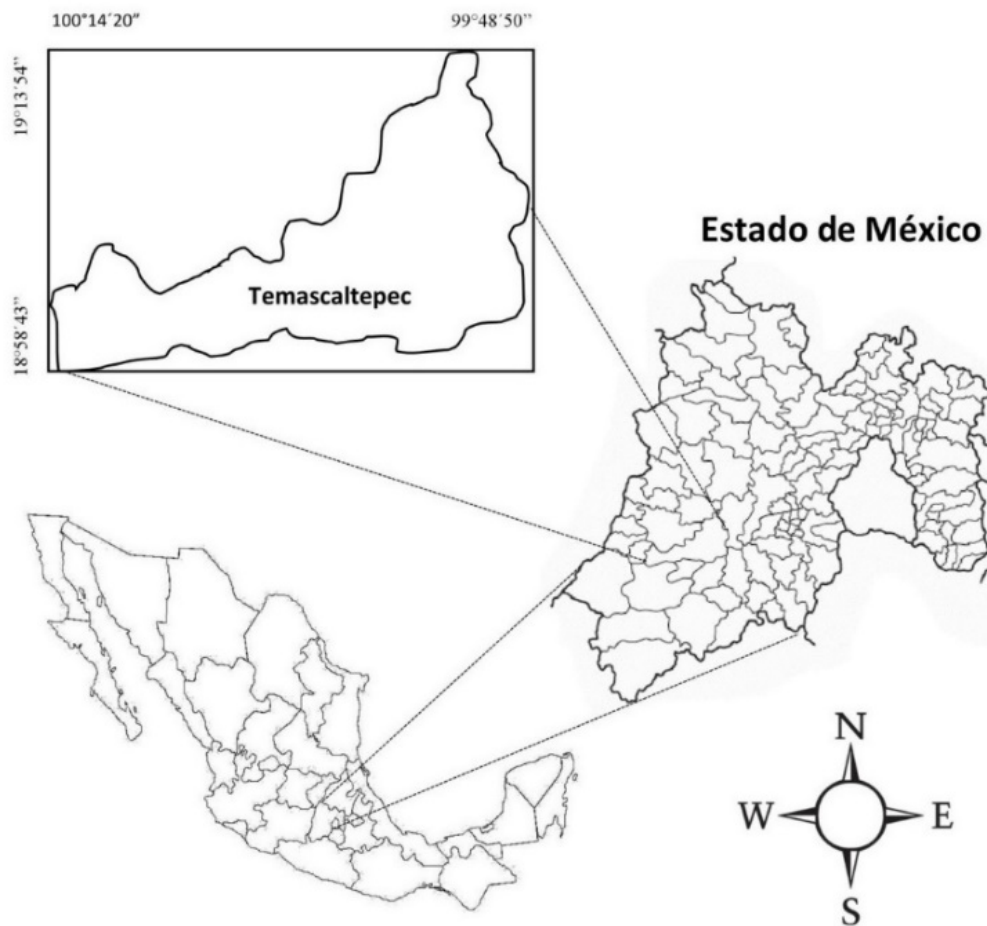 100°14´20” 99°48´50”
19°13´54”
18°58´43”
Temascaltepec
Estado de México
N
W E
S